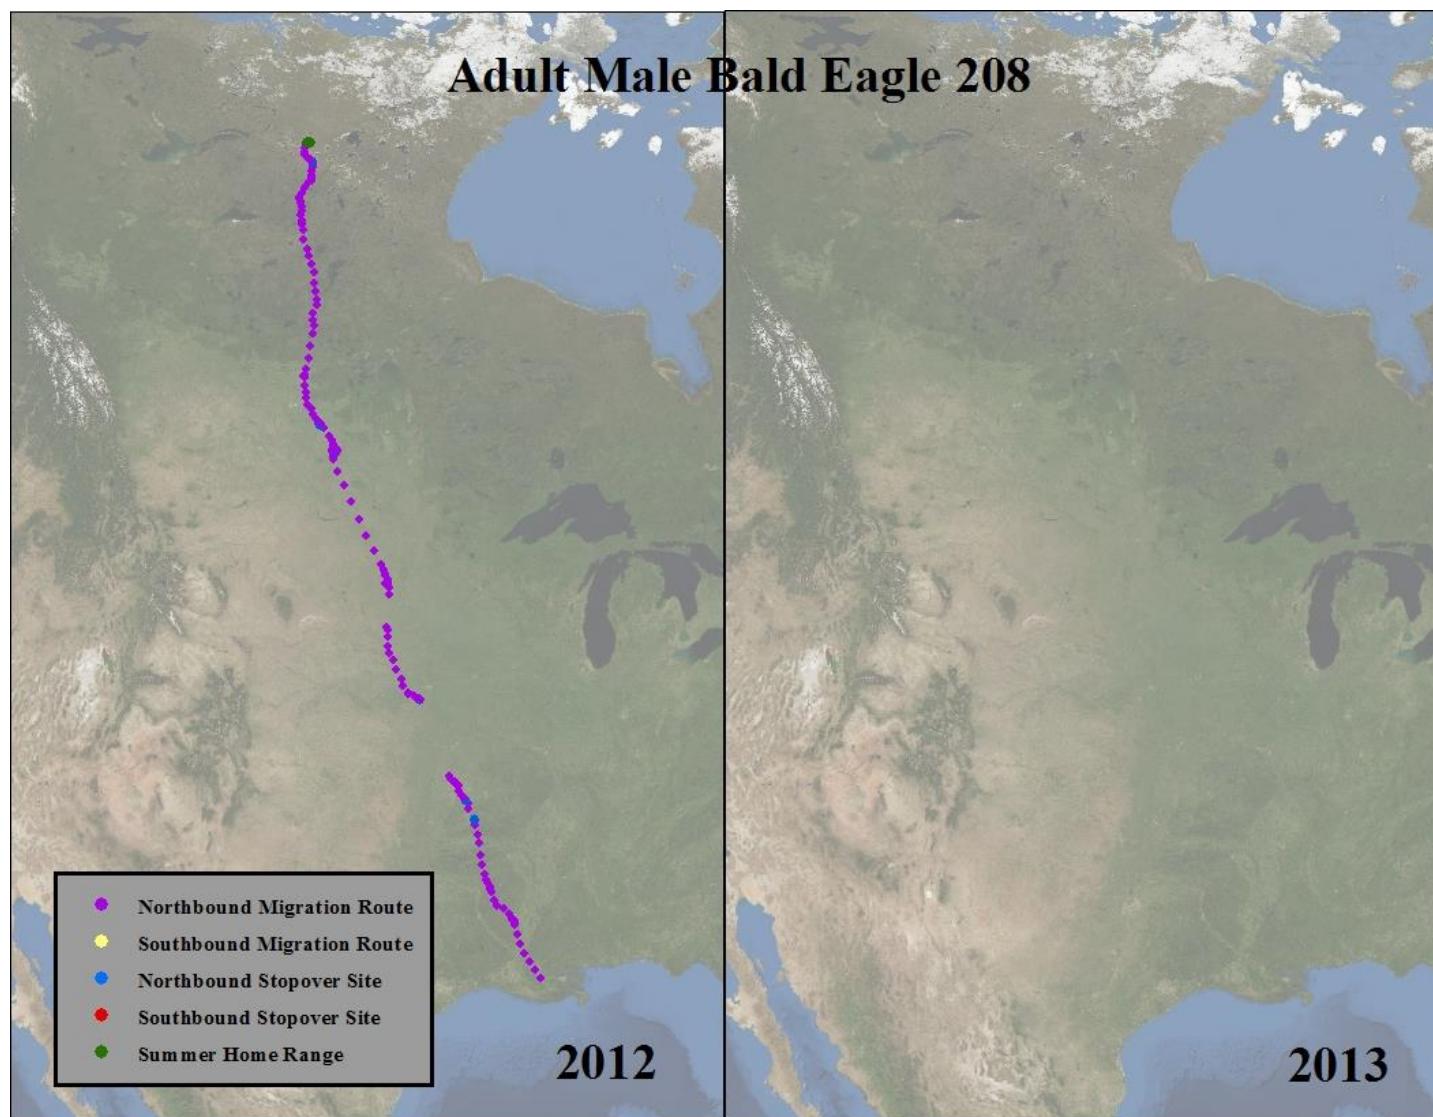 Adult Male Bald Eagle 208
Northbound Migration Route
Southbound Migration Route
Northbound Stopover Site
Southbound Stopover Site
Summer Home Range
2012
2013